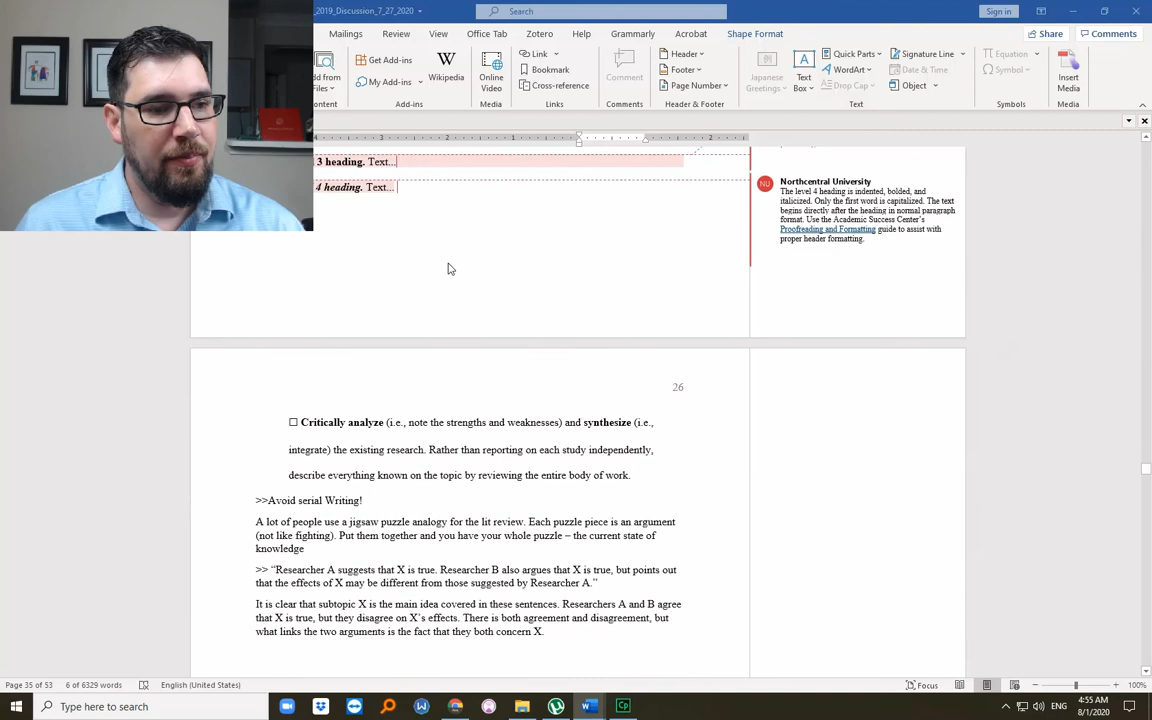 _2019_Discussion_7_27_2020
Search
Sign in
Mailings Review View Office Tab Zotero Help Grammarly Acrobat Shape Format Share Comments
Get Add-ins
My Add-ins
Wikipedia
Online Video
Link
Bookmark
Cross-reference
Comment
Header
Footer
Page Number
Japanese Greetings
Text Box
Quick Parts
WordArt
Drop Cap
Signature Line
Date & Time
Object
Equation
Symbol
Insert Media
Add-ins Media Links Comments Header & Footer Text Symbols Media
3 2 1 1 2
3 heading. Text...
4 heading. Text...
NU
Northcentral University
The level 4 heading is indented, bolded, and
italicized. Only the first word is capitalized. The text
begins directly after the heading in normal paragraph
format. Use the Academic Success Center's
Proofreading and Formatting guide to assist with
proper header formatting.
26
☐ Critically analyze (i.e., note the strengths and weaknesses) and synthesize (i.e.,
integrate) the existing research. Rather than reporting on each study independently,
describe everything known on the topic by reviewing the entire body of work.
>>Avoid serial Writing!
A lot of people use a jigsaw puzzle analogy for the lit review. Each puzzle piece is an argument
(not like fighting). Put them together and you have your whole puzzle – the current state of
knowledge
>> “Researcher A suggests that X is true. Researcher B also argues that X is true, but points out
that the effects of X may be different from those suggested by Researcher A.”
It is clear that subtopic X is the main idea covered in these sentences. Researchers A and B agree
that X is true, but they disagree on X’s effects. There is both agreement and disagreement, but
what links the two arguments is the fact that they both concern X.
Page 35 of 53 6 of 6329 words English (United States) Focus 100%
Type here to search
ENG
4:55 AM
8/1/2020